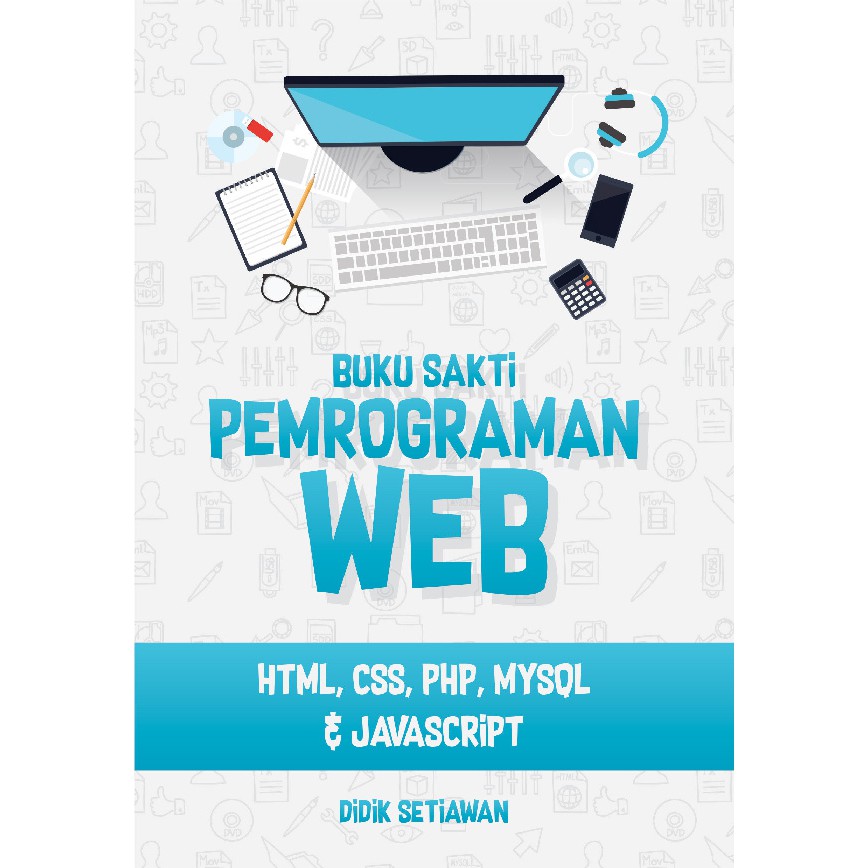 BUKU SAKTI
PEMROGRAMAN
WEB
HTML, CSS, PHP, MYSQL
& JAVASCRIPT
DIDIK SETIAWAN